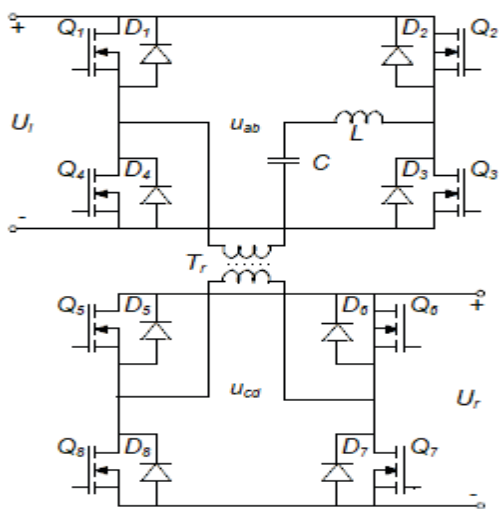 Q1 D1 D2 Q2
+
Ul uab L
C
Q4 D4 D3 Q3
-
Tr
Q5 D5 D6 Q6
+
ucd Ur
Q8 D8 D7 Q7
-